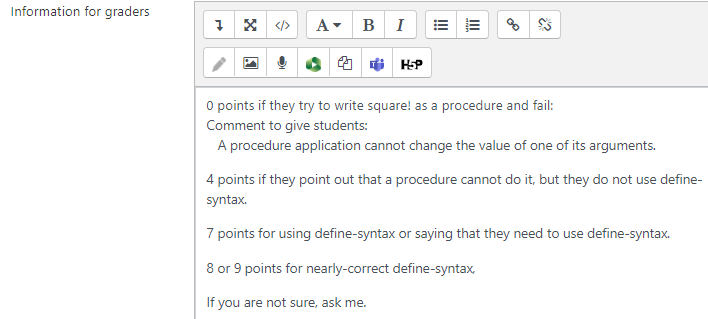 Information for graders
A B I
H5P
0 points if they try to write square! as a procedure and fail:
Comment to give students:
A procedure application cannot change the value of one of its arguments.
4 points if they point out that a procedure cannot do it, but they do not use define-
syntax.
7 points for using define-syntax or saying that they need to use define-syntax.
8 or 9 points for nearly-correct define-syntax,
If you are not sure, ask me.